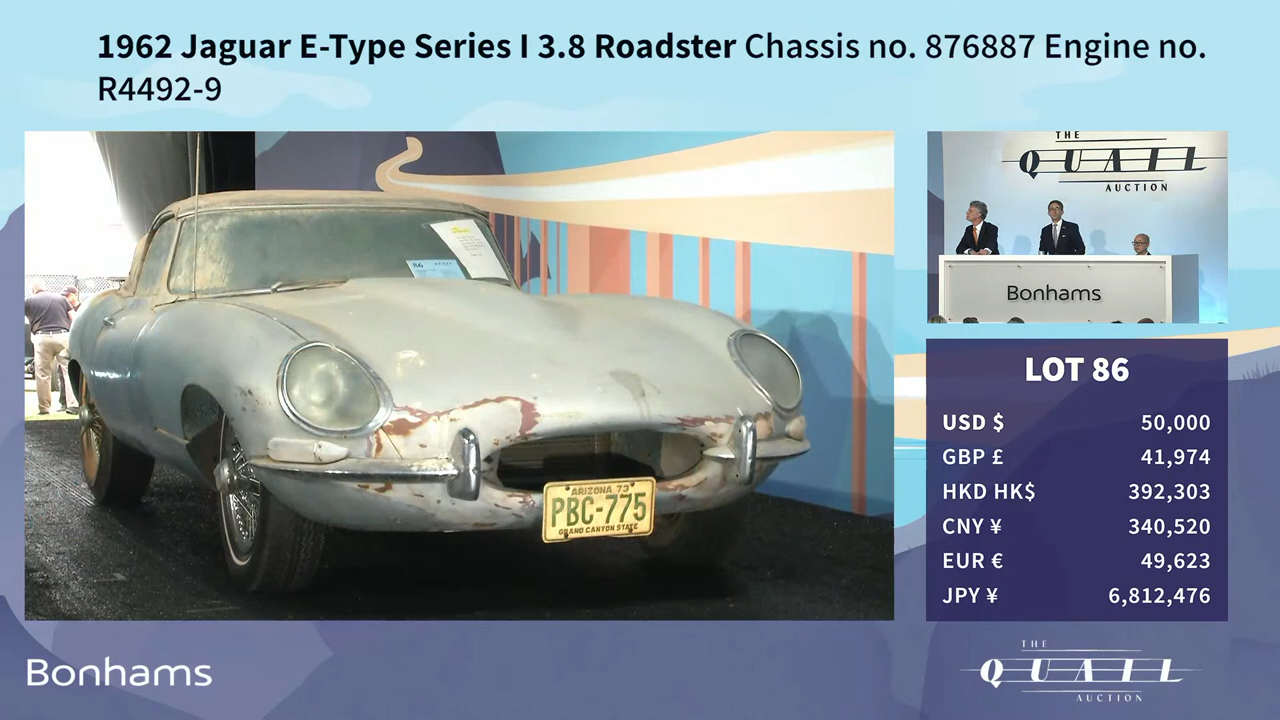 1962 Jaguar E-Type Series I 3.8 Roadster Chassis no. 876887 Engine no.
R4492-9
THE
QUAIL
AUCTION
Bonhams
86
ARIZONA 73
PBC-775
GRAND CANYON STATE
LOT 86
USD $ 50,000
GBP £ 41,974
HKD HK$ 392,303
CNY ¥ 340,520
EUR € 49,623
JPY ¥ 6,812,476
Bonhams
THE
QUAIL
AUCTION